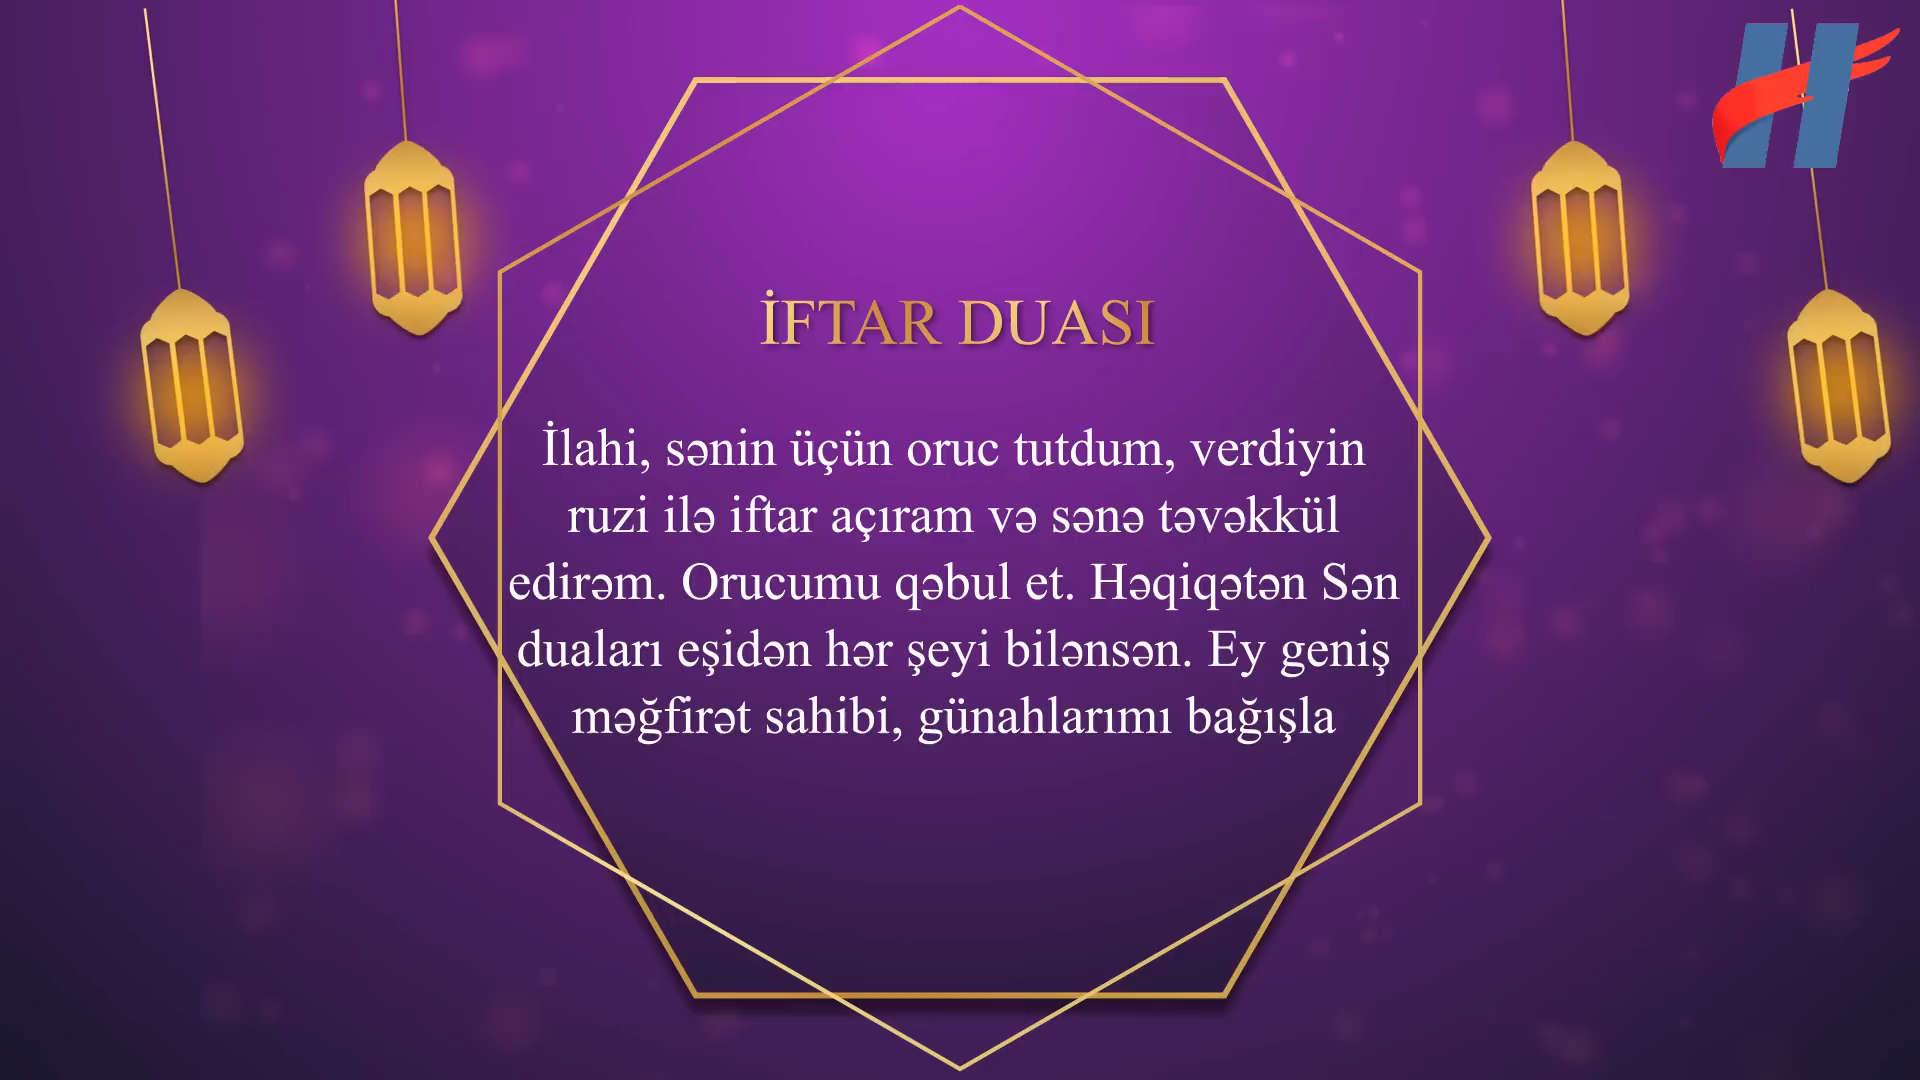 İFTAR DUASI
İlahi, sənin üçün oruc tutdum, verdiyin
ruzi ilə iftar açıram və sənə təvəkkül
edirəm. Orucumu qəbul et. Həqiqətən Sən
duaları eşidən hər şeyi bilənsən. Ey geniş
məğfirət sahibi, günahlarımı bağışla